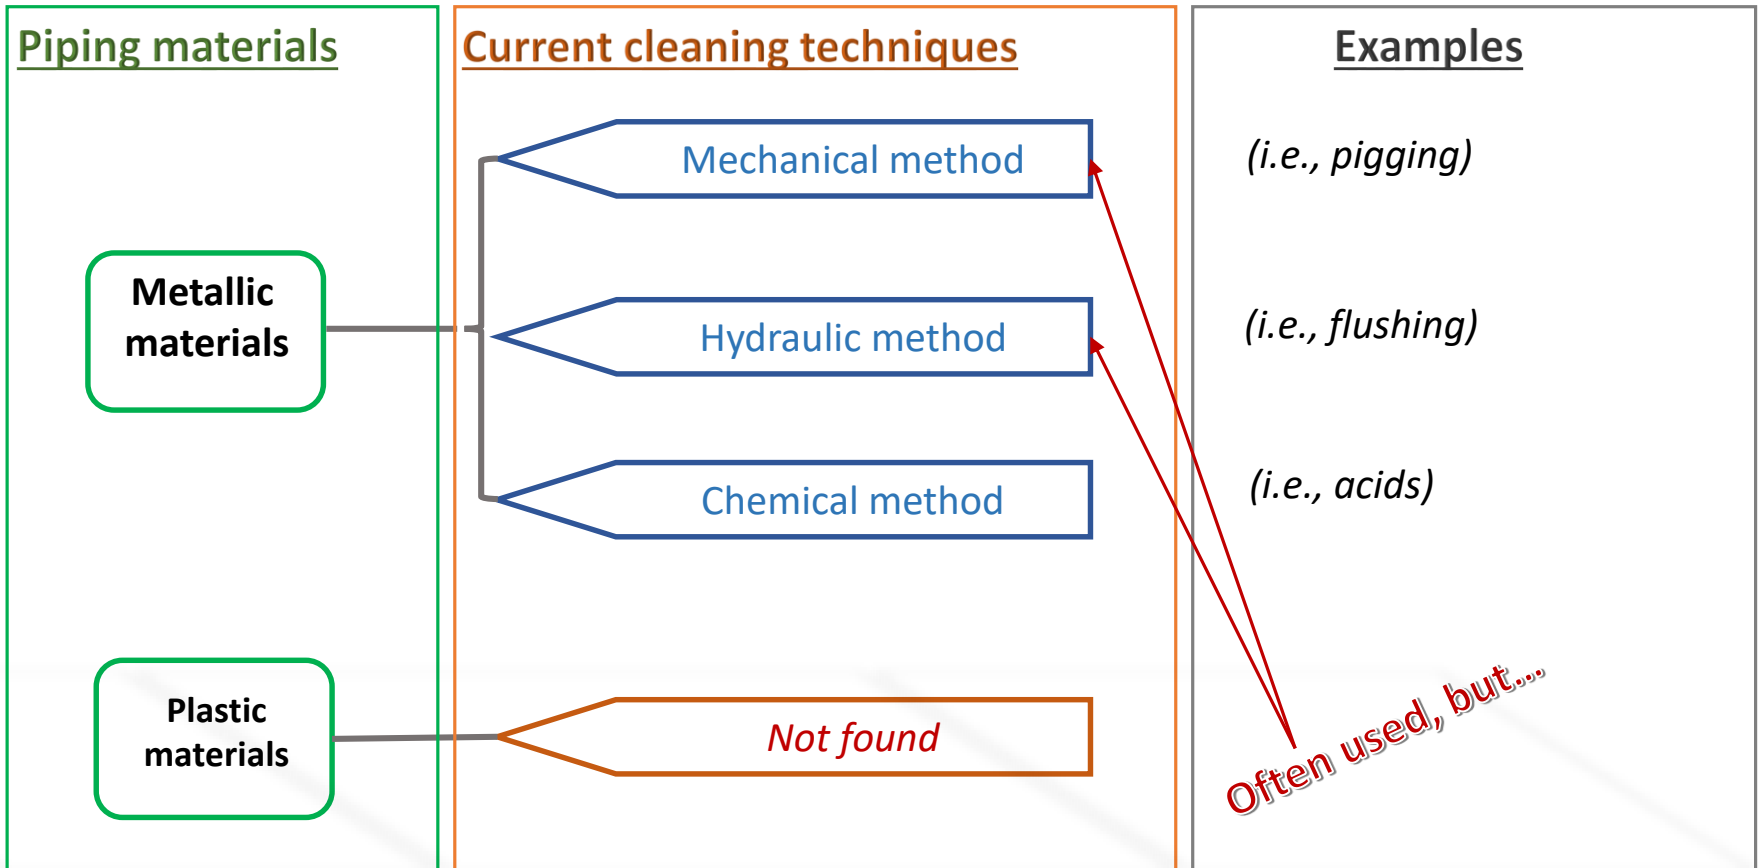 Piping materials
Current cleaning techniques
Examples
Metallic
materials
Mechanical method
(i.e., pigging)
Hydraulic method
(i.e., flushing)
Chemical method
(i.e., acids)
Plastic
materials
Not found
Often used, but...